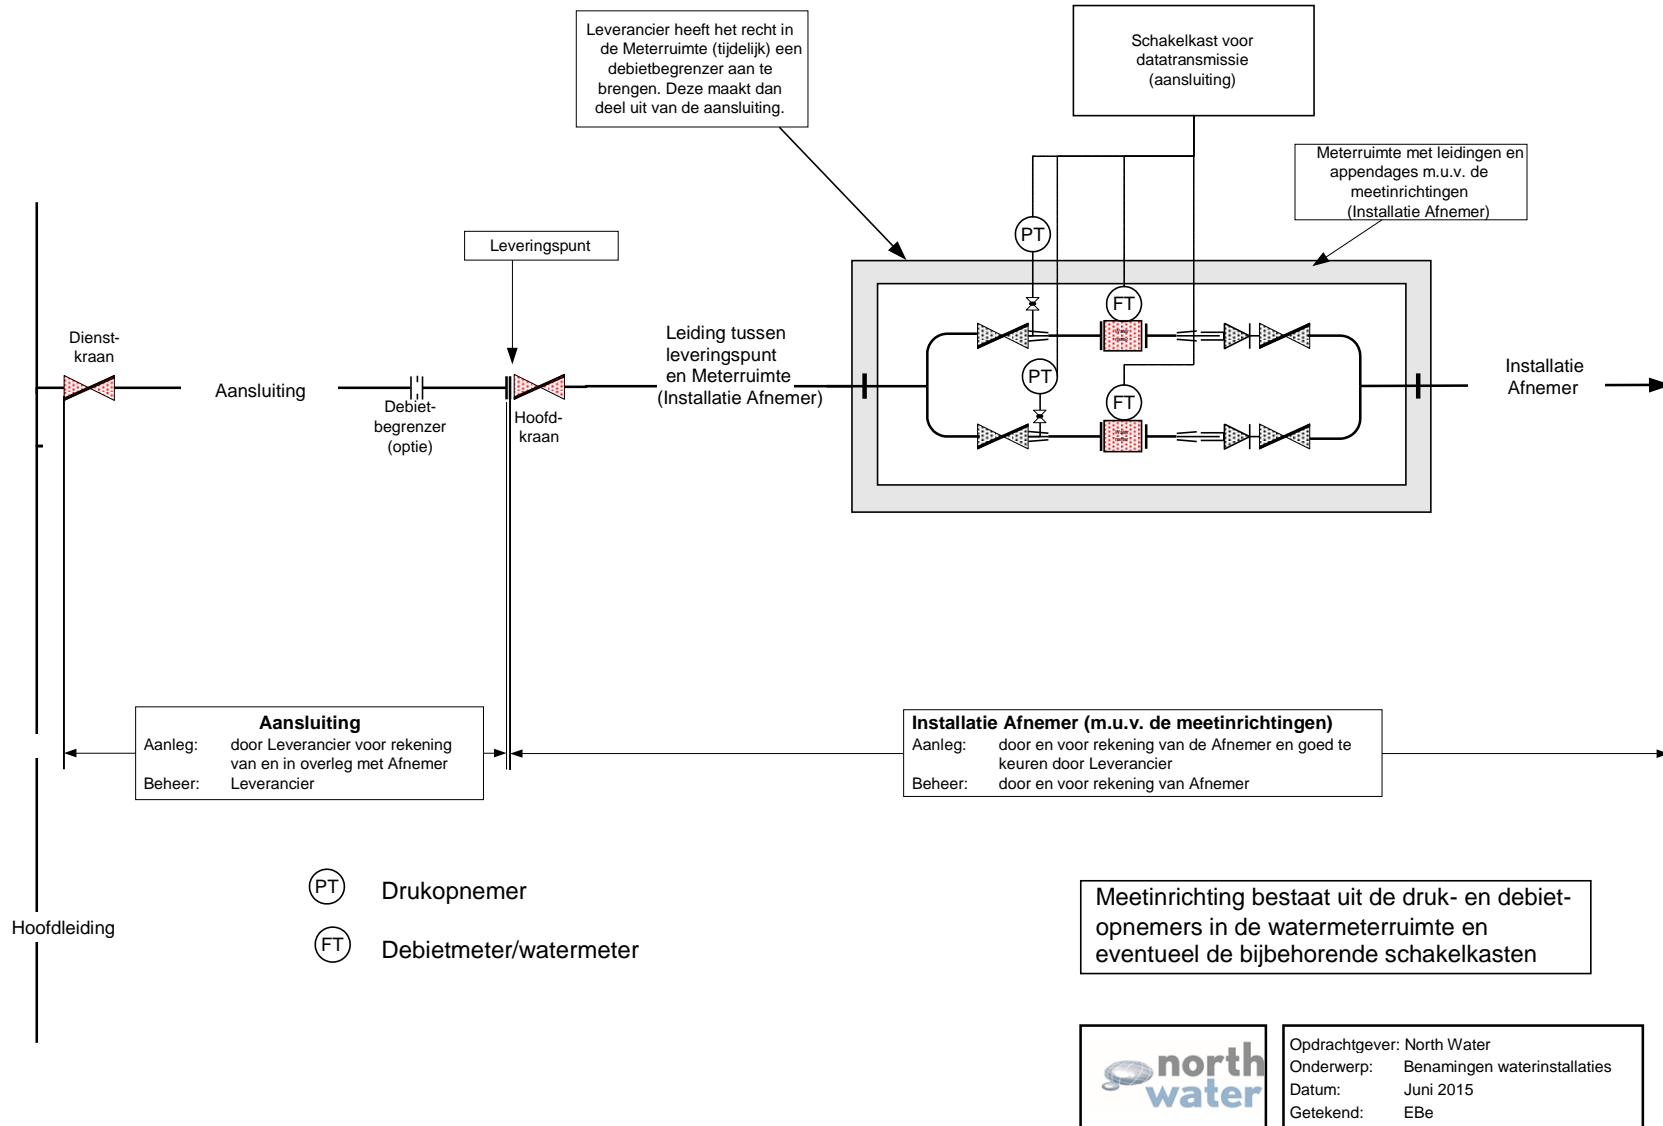 Leverancier heeft het recht in
de Meterruimte (tijdelijk) een
debietbegrenzer aan te
brengen. Deze maakt dan
deel uit van de aansluiting.
Schakelkast voor
datatransmissie
(aansluiting)
Meterruimte met leidingen en
appendages m.u.v. de
meetinrichtingen
(Installatie Afnemer)
Leveringspunt
PT
FT
PT
FT
Dienst-
kraan
Aansluiting
Debiet-
begrenzer
(optie)
Hoofd-
kraan
Leiding tussen
leveringspunt
en Meterruimte
(Installatie Afnemer)
Installatie
Afnemer
Aansluiting
Aanleg: door Leverancier voor rekening
van en in overleg met Afnemer
Beheer: Leverancier
Installatie Afnemer (m.u.v. de meetinrichtingen)
Aanleg: door en voor rekening van de Afnemer en goed te
keuren door Leverancier
Beheer: door en voor rekening van Afnemer
PT Drukopnemer
FT Debietmeter/watermeter
Hoofdleiding
Meetinrichting bestaat uit de druk- en debiet-
opnemers in de watermeterruimte en
eventueel de bijbehorende schakelkasten
north
water
Opdrachtgever: North Water
Onderwerp: Benamingen waterinstallaties
Datum: Juni 2015
Getekend: EBe